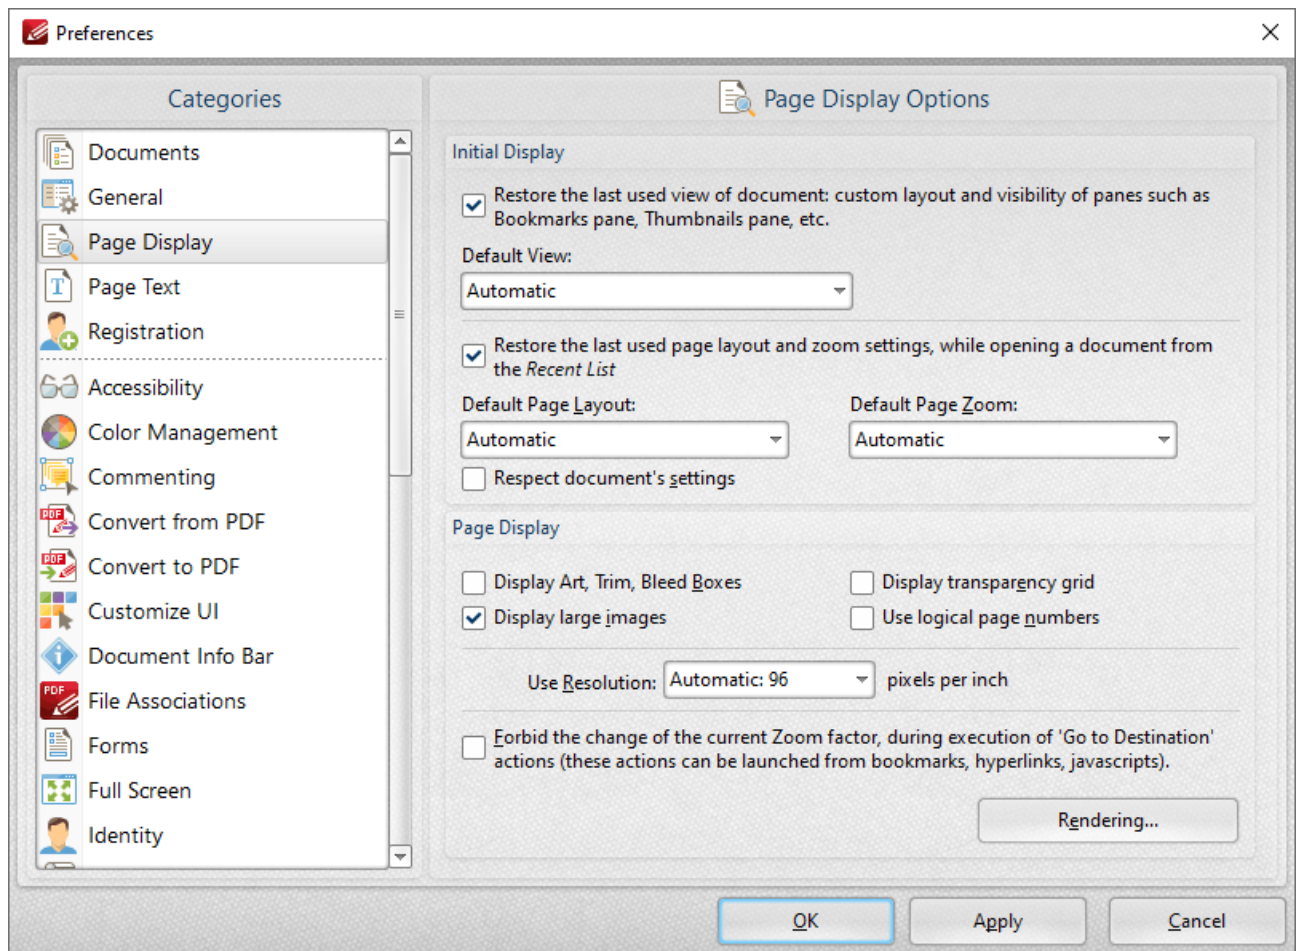 Preferences
Categories
Documents
General
Page Display
Page Text
Registration
Accessibility
Color Management
Commenting
PDF
Convert from PDF
PDF
Convert to PDF
Customize UI
Document Info Bar
PDF
File Associations
Forms
Full Screen
Identity
Page Display Options
Initial Display
Restore the last used view of document: custom layout and visibility of panes such as
Bookmarks pane, Thumbnails pane, etc.
Default View:
Automatic
Restore the last used page layout and zoom settings, while opening a document from
the Recent List
Default Page Layout:
Default Page Zoom:
Automatic
Automatic
Respect document's settings
Page Display
Display Art, Trim, Bleed Boxes
Display transparency grid
Display large images
Use logical page numbers
Use Resolution: Automatic: 96 pixels per inch
Forbid the change of the current Zoom factor, during execution of 'Go to Destination'
actions (these actions can be launched from bookmarks, hyperlinks, javascripts).
Rendering...
OK
Apply
Cancel